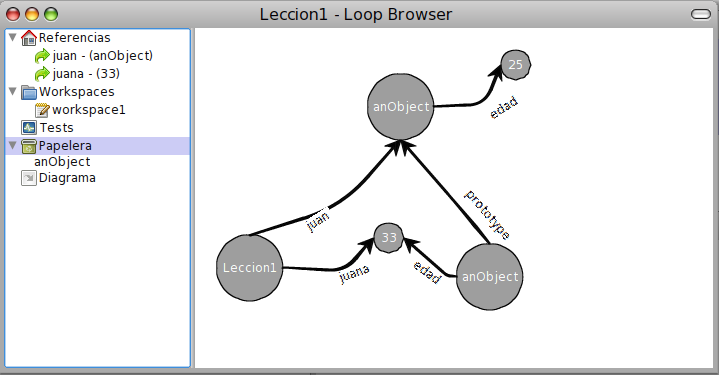 Leccion1 - Loop Browser
Referencias
juan - (anObject)
juana - (33)
Workspaces
workspace1
Tests
Papelera
anObject
Diagrama
25
anObject
edad
juan
prototype
33
Leccion1
juana
edad
anObject